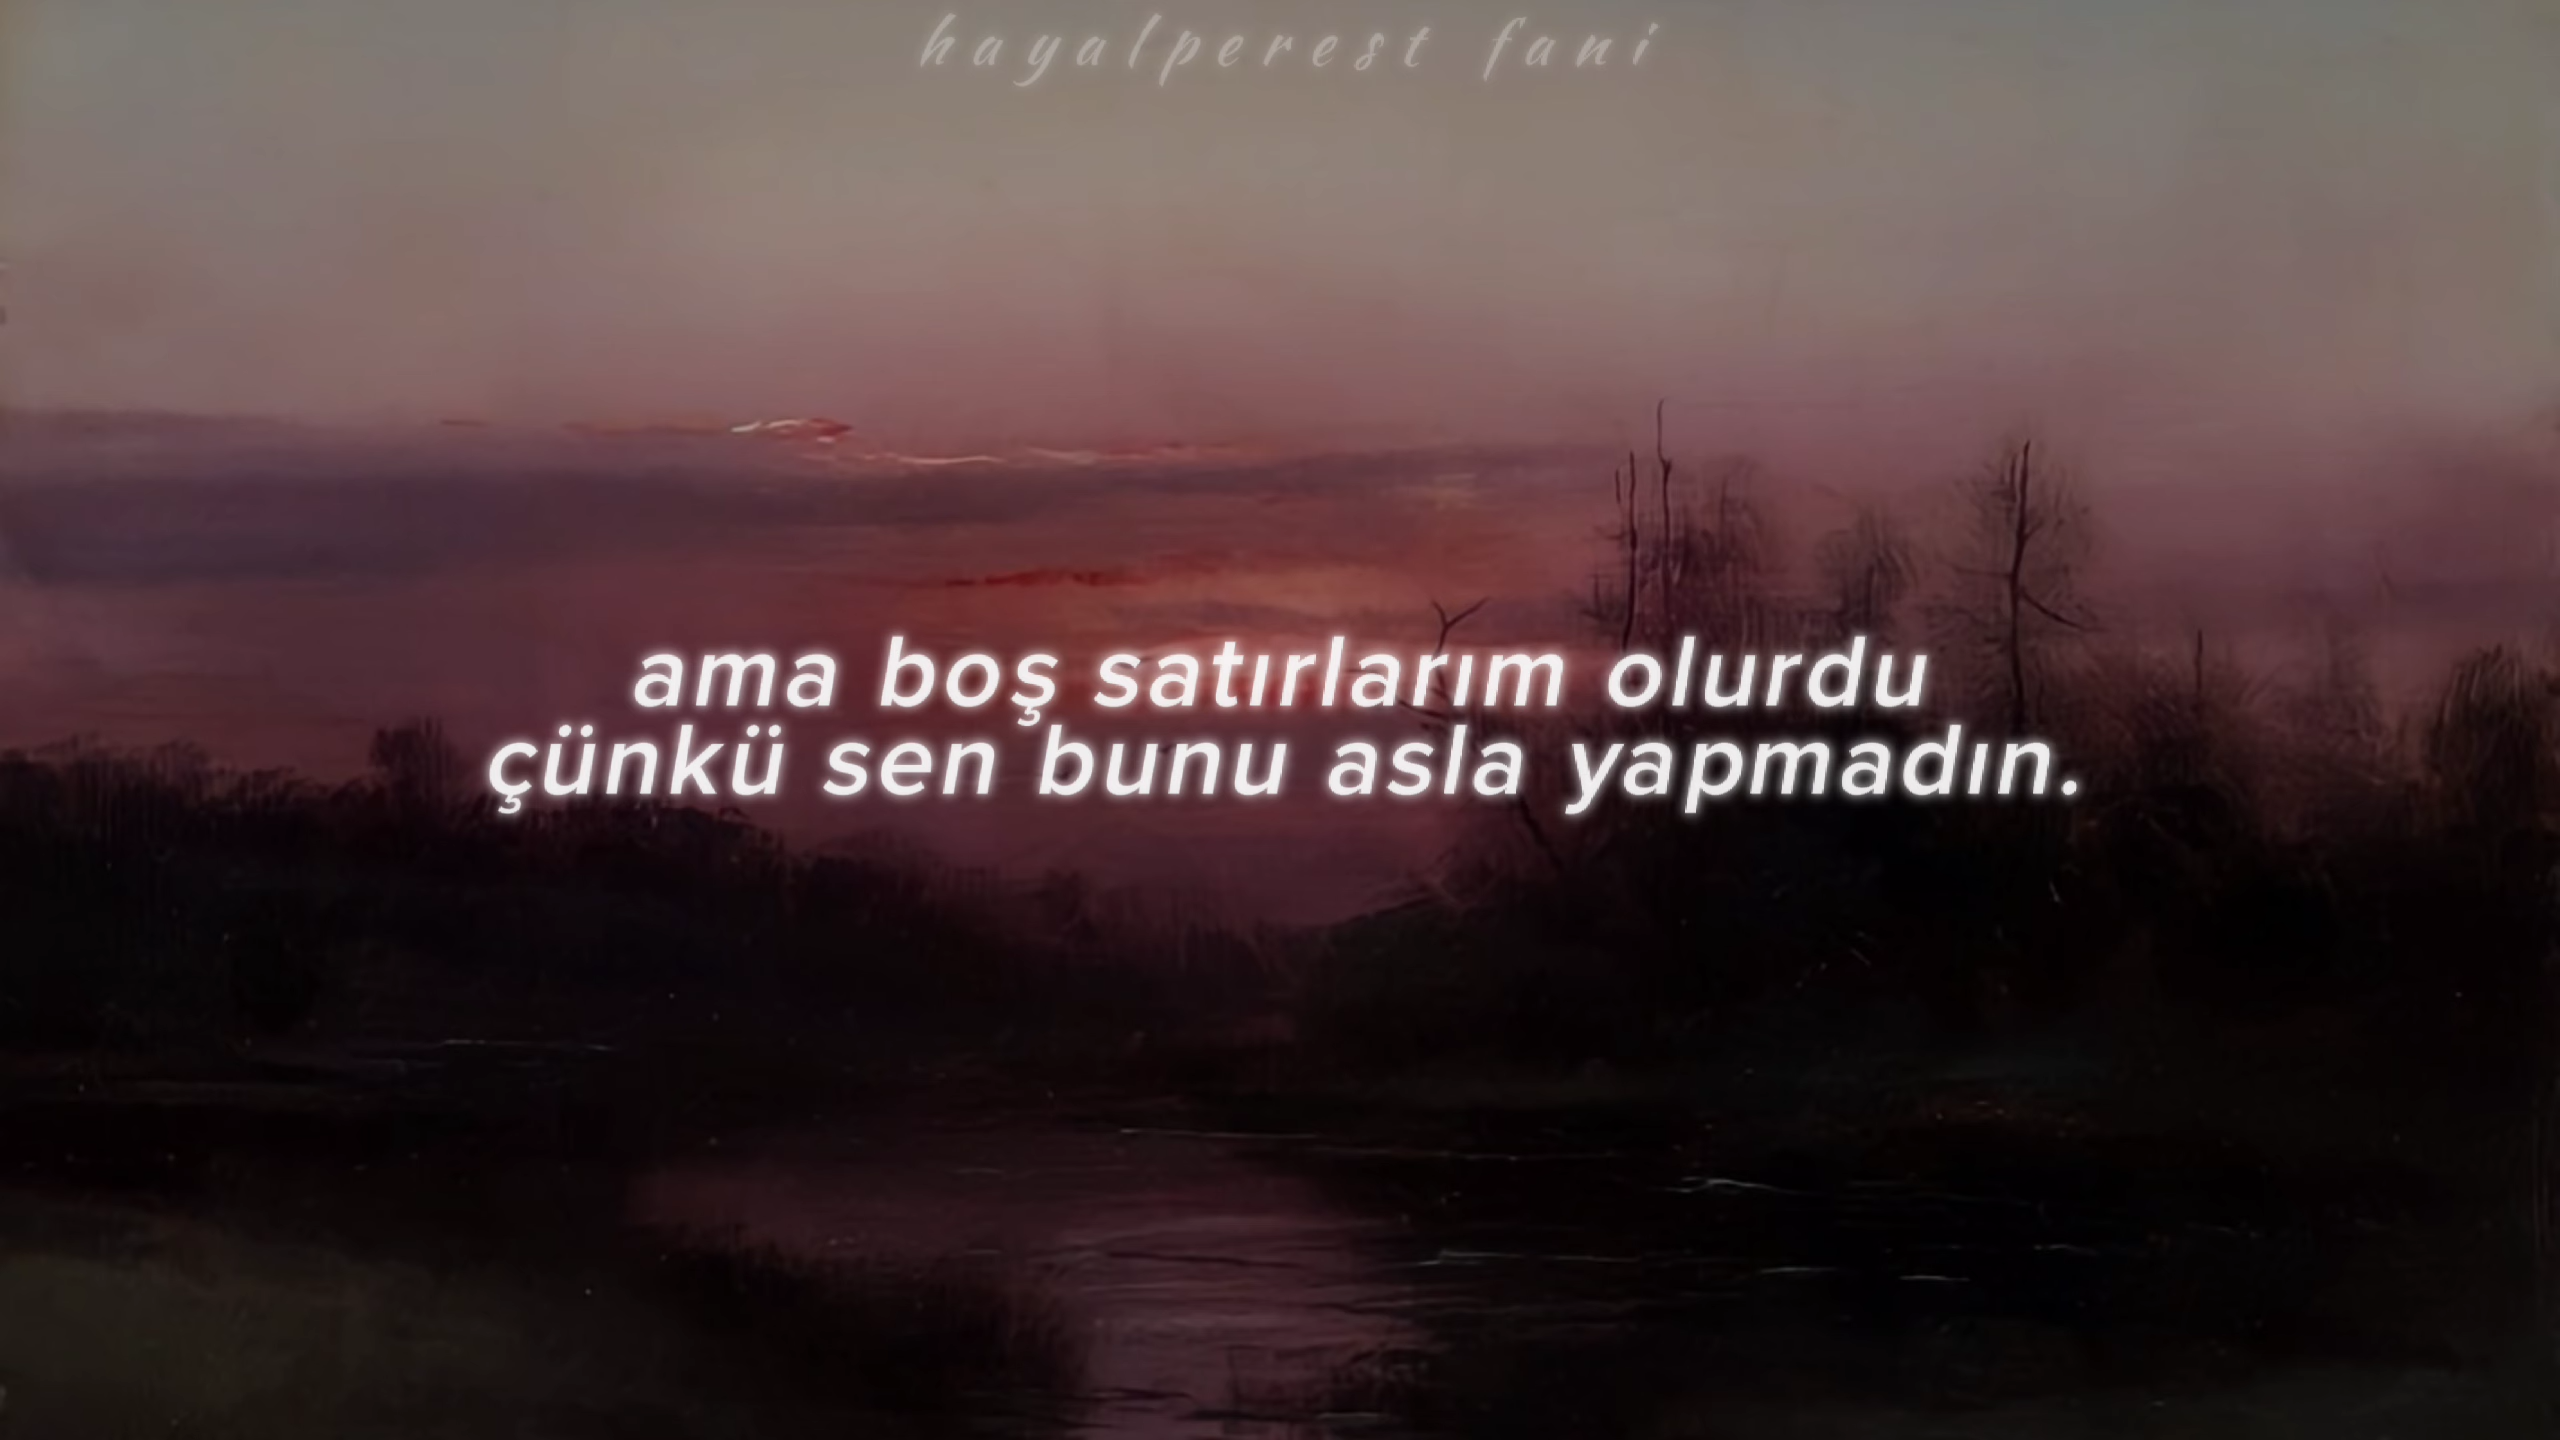 hayalperest fani
ama boş satırlarım olurdu
çünkü sen bunu asla yapmadın.